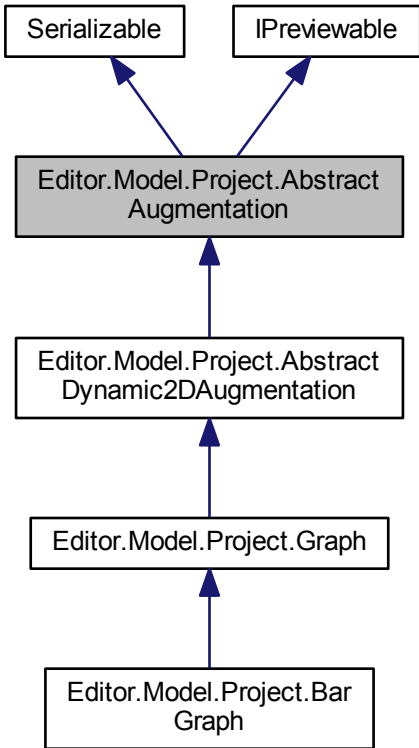 Serializable
IPreviewable
Editor.Model.Project.Abstract
Augmentation
Editor.Model.Project.Abstract
Dynamic2DAugmentation
Editor.Model.Project.Graph
Editor.Model.Project.Bar
Graph